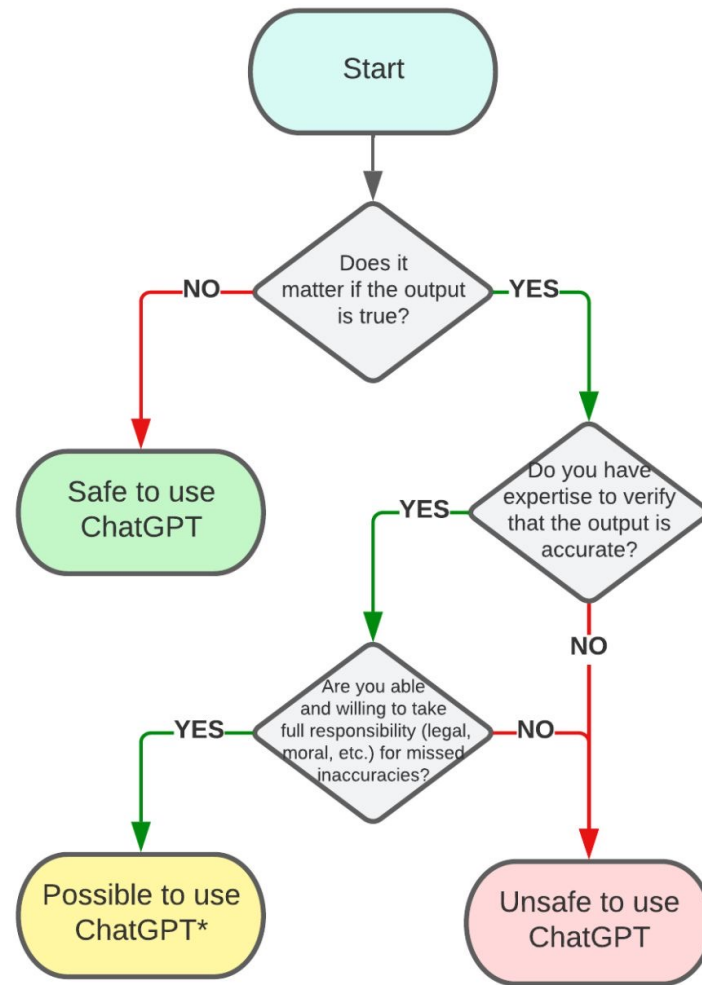 Start
Does it
matter if the output
is true?
NO
YES
Safe to use
ChatGPT
Do you have
expertise to verify
that the output is
accurate?
YES
NO
Are you able
and willing to take
full responsibility (legal,
moral, etc.) for missed
inaccuracies?
YES
NO
Possible to use
ChatGPT*
Unsafe to use
ChatGPT